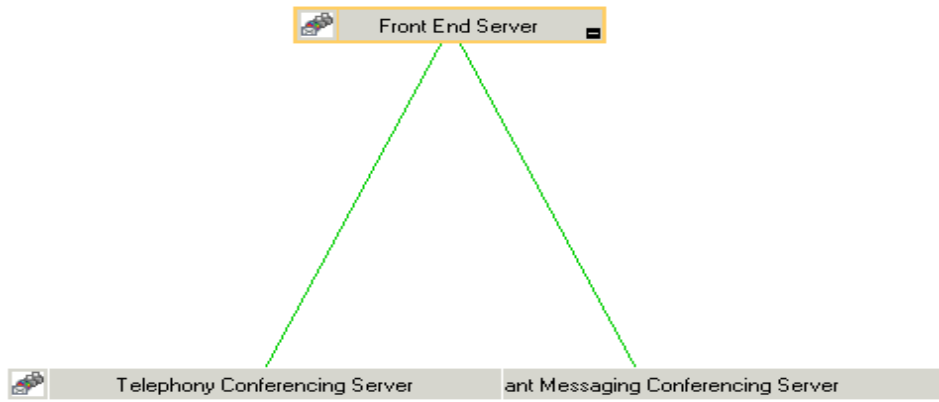 Front End Server
Telephony Conferencing Server
ant Messaging Conferencing Server